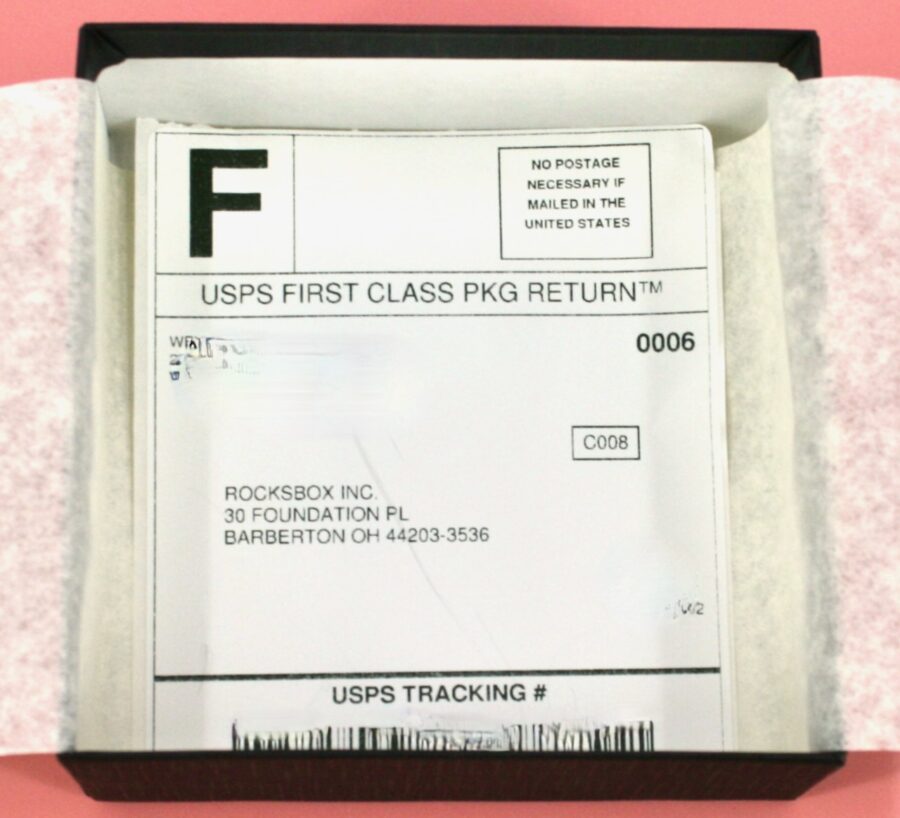 F
NO POSTAGE
NECESSARY IF
MAILED IN THE
UNITED STATES
USPS FIRST CLASS PKG RETURN™
0006
C008
ROCKSBOX INC.
30 FOUNDATION PL
BARBERTON OH 44203-3536
USPS TRACKING #